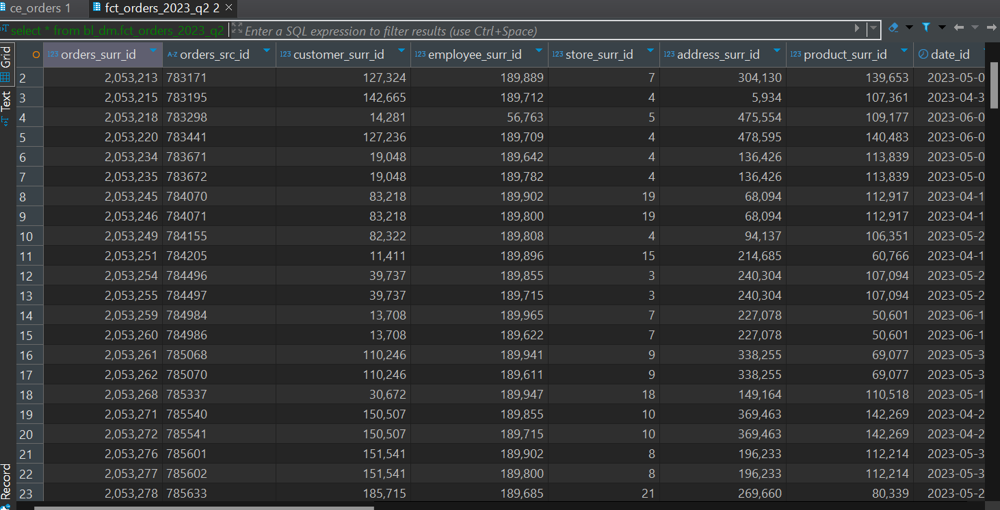 ce_orders 1 fct_orders_2023_q2 2
select * from bl_dm.fct_orders_2023_q2 Enter a SQL expression to filter results (use Ctrl+Space)
Grid
Text
Record
123 orders_surr_id A-Z orders_src_id 123 customer_surr_id 123 employee_surr_id 123 store_surr_id 123 address_surr_id 123 product_surr_id date_id
2 2,053,213 783171 127,324 189,889 7 304,130 139,653 2023-05-0
3 2,053,215 783195 142,665 189,712 4 5,934 107,361 2023-04-3
4 2,053,218 783298 14,281 56,763 5 475,554 109,177 2023-06-0
5 2,053,220 783441 127,236 189,709 4 478,595 140,483 2023-06-0
6 2,053,234 783671 19,048 189,642 4 136,426 113,839 2023-05-0
7 2,053,235 783672 19,048 189,782 4 136,426 113,839 2023-05-0
8 2,053,245 784070 83,218 189,902 19 68,094 112,917 2023-04-1
9 2,053,246 784071 83,218 189,800 19 68,094 112,917 2023-04-1
10 2,053,249 784155 82,322 189,808 4 94,137 106,351 2023-05-2
11 2,053,251 784205 11,411 189,896 15 214,685 60,766 2023-04-1
12 2,053,254 784496 39,737 189,855 3 240,304 107,094 2023-05-2
13 2,053,255 784497 39,737 189,715 3 240,304 107,094 2023-05-2
14 2,053,259 784984 13,708 189,965 7 227,078 50,601 2023-06-1
15 2,053,260 784986 13,708 189,622 7 227,078 50,601 2023-06-1
16 2,053,261 785068 110,246 189,941 9 338,255 69,077 2023-05-3
17 2,053,262 785070 110,246 189,611 9 338,255 69,077 2023-05-3
18 2,053,268 785337 30,672 189,947 18 149,164 110,518 2023-05-1
19 2,053,271 785540 150,507 189,855 10 369,463 142,269 2023-04-2
20 2,053,272 785541 150,507 189,715 10 369,463 142,269 2023-04-2
21 2,053,276 785601 151,541 189,902 8 196,233 112,214 2023-05-3
22 2,053,277 785602 151,541 189,800 8 196,233 112,214 2023-05-3
23 2,053,278 785633 185,715 189,685 21 269,660 80,339 2023-05-2